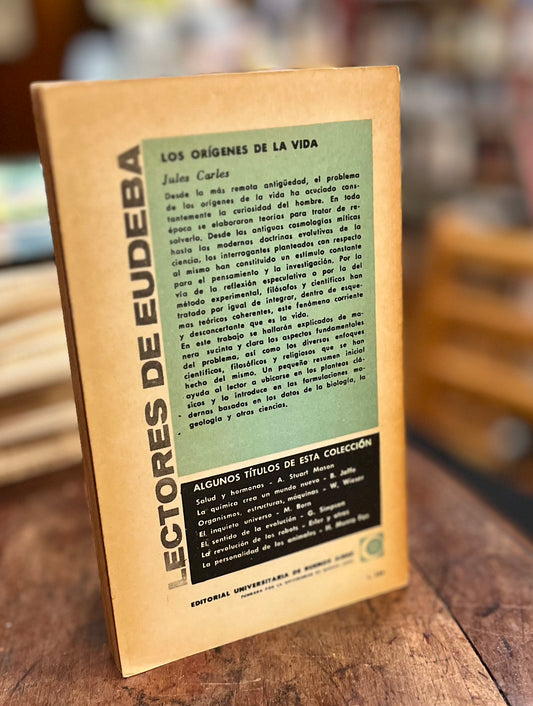 LECTORES DE EUDEBA
LOS ORÍGENES DE LA VIDA
Jules Carles
Desde la más remota antigüedad, el problema
de los orígenes de la vida ha acuciado cons-
tantemente la curiosidad del hombre. En todo
época se elaboraron teorías para tratar de re-
solverlo. Desde las antiguas cosmologías míticas
hasta las modernas doctrinas evolutivas de la
ciencia, los interrogantes planteados con respecto
al mismo han constituido un estímulo constante
para el pensamiento y la investigación. Por la
vía de la reflexión especulativa o por la del
método experimental, filósofos y científicos han
tratado por igual de integrar, dentro de esque-
mas teóricos coherentes, este fenómeno corriente
y desconcertante que es la vida.
En este trabajo se hallarán explicados de ma-
nera sucinta y clara los aspectos fundamentales
del problema, así como los diversos enfoques
científicos, filosóficos y religiosos que se han
hecho del mismo. Un pequeño resumen inicial
ayuda al lector a ubicarse en los planteos clá-
sicos y lo introduce en las formulaciones mo-
dernas basadas en los datos de la biología, la
geología y otras ciencias.
ALGUNOS TÍTULOS DE ESTA COLECCIÓN
Salud y hormonas - A. Stuart Mason
La química crea un mundo nuevo - B. Jaffe
Organismos, estructuras, máquinas - W. Wieser
El inquieto universo - M. Born
El sentido de la evolución - G. Simpson
La revolución de los robots - Erler y otros
La personalidad de los animales - H. Munro Fox
EDITORIAL UNIVERSITARIA DE BUENOS AIRES
FUNDADA POR LA UNIVERSIDAD DE BUENOS AIRES